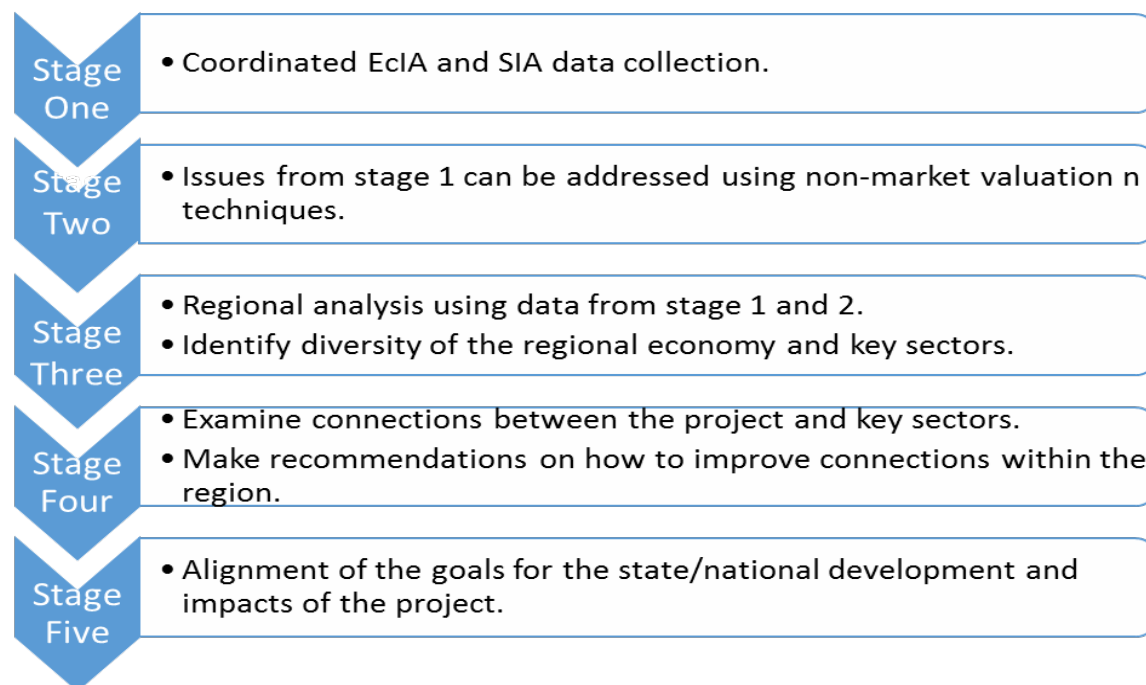 Stage
One
• Coordinated EcIA and SIA data collection.
Stage
Two
• Issues from stage 1 can be addressed using non-market valuation n
techniques.
Stage
Three
• Regional analysis using data from stage 1 and 2.
• Identify diversity of the regional economy and key sectors.
Stage
Four
• Examine connections between the project and key sectors.
• Make recommendations on how to improve connections within the
region.
Stage
Five
• Alignment of the goals for the state/national development and
impacts of the project.